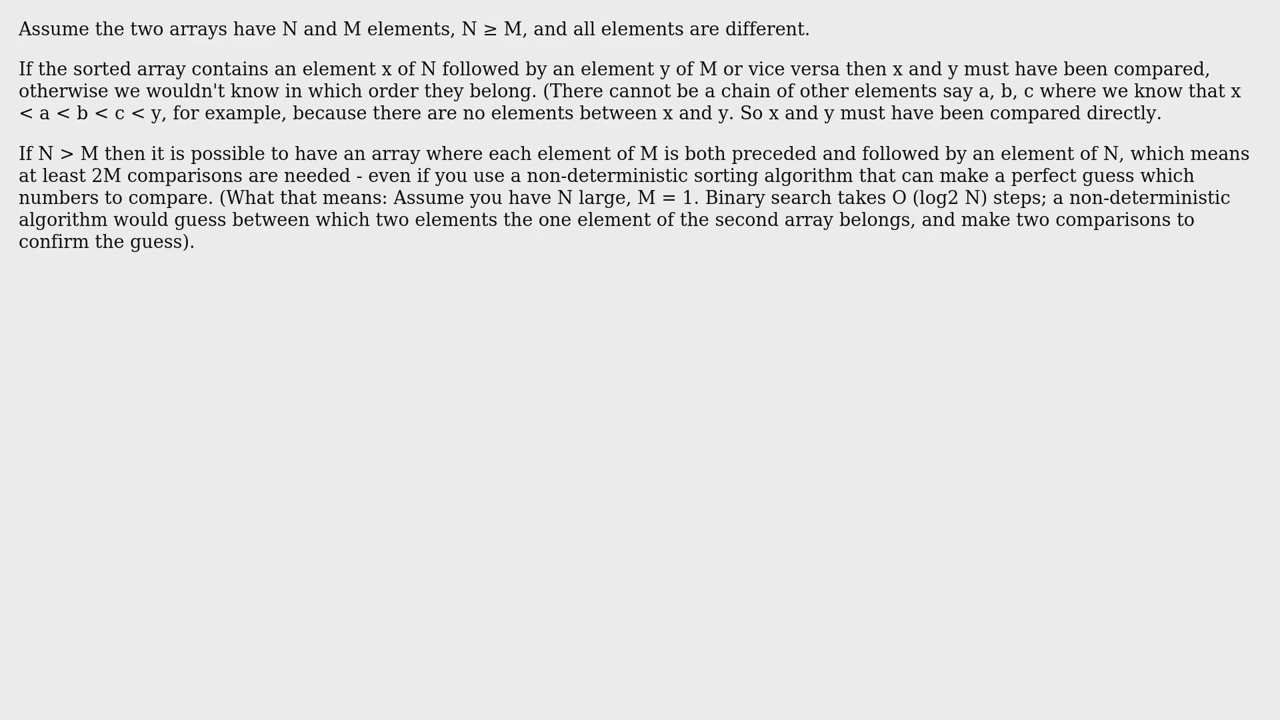 Assume the two arrays have N and M elements, N ≥ M, and all elements are different.
If the sorted array contains an element x of N followed by an element y of M or vice versa then x and y must have been compared,
otherwise we wouldn't know in which order they belong. (There cannot be a chain of other elements say a, b, c where we know that x
< a < b < c < y, for example, because there are no elements between x and y. So x and y must have been compared directly.
If N > M then it is possible to have an array where each element of M is both preceded and followed by an element of N, which means
at least 2M comparisons are needed - even if you use a non-deterministic sorting algorithm that can make a perfect guess which
numbers to compare. (What that means: Assume you have N large, M = 1. Binary search takes O (log2 N) steps; a non-deterministic
algorithm would guess between which two elements the one element of the second array belongs, and make two comparisons to
confirm the guess).